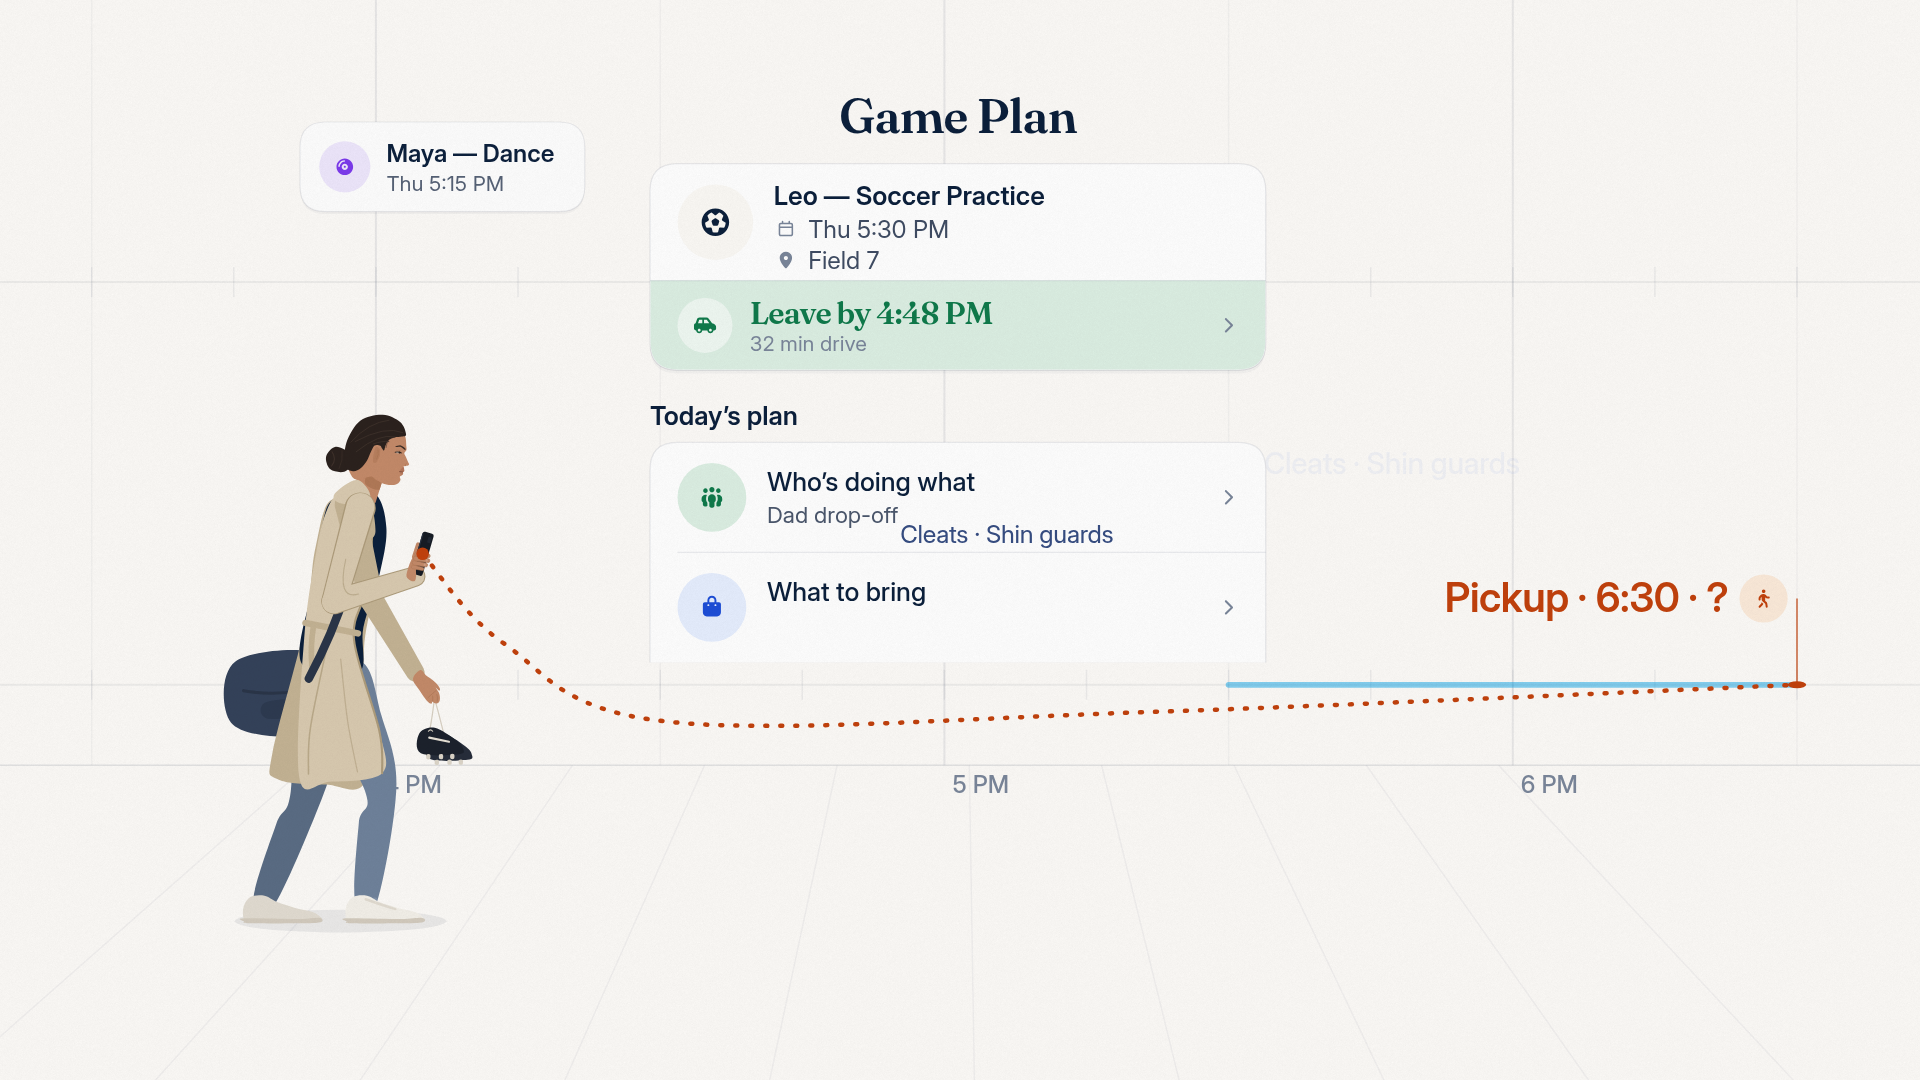 Game Plan
Maya — Dance
Thu 5:15 PM
Leo — Soccer Practice
Thu 5:30 PM
Field 7
Leave by 4:48 PM
32 min drive
Today’s plan
Cleats · Shin guards
Who’s doing what
Dad drop-off
Cleats · Shin guards
What to bring
Pickup · 6:30 · ?
PM
5 PM
6 PM